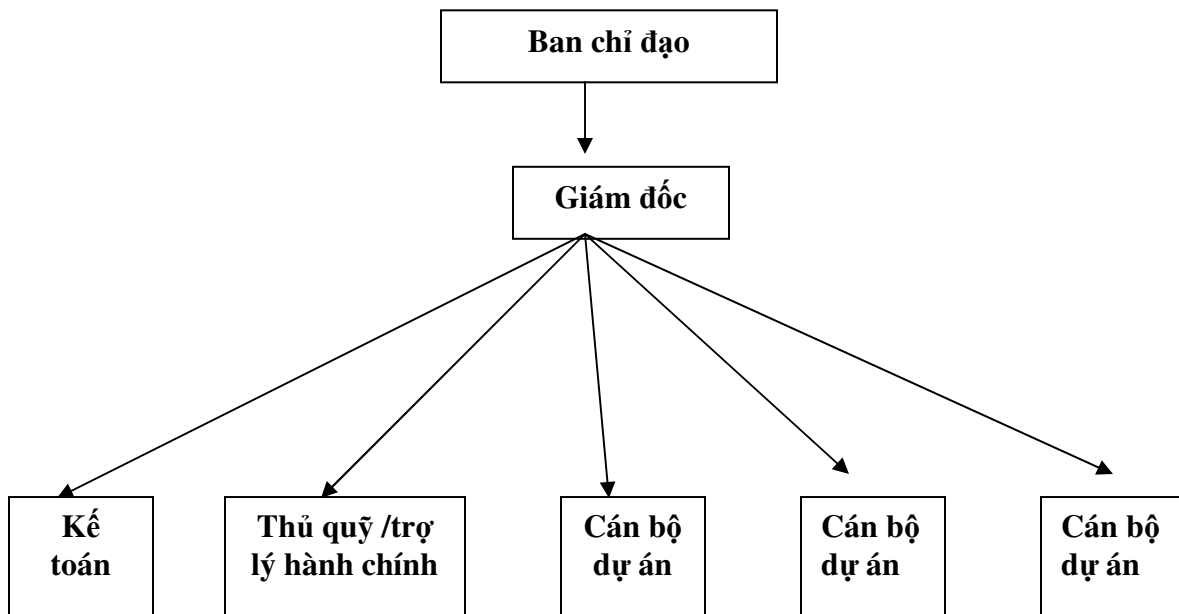 Ban chỉ đạo
Giám đốc
Kế
toán
Thủ quỹ /trợ
lý hành chính
Cán bộ
dự án
Cán bộ
dự án
Cán bộ
dự án